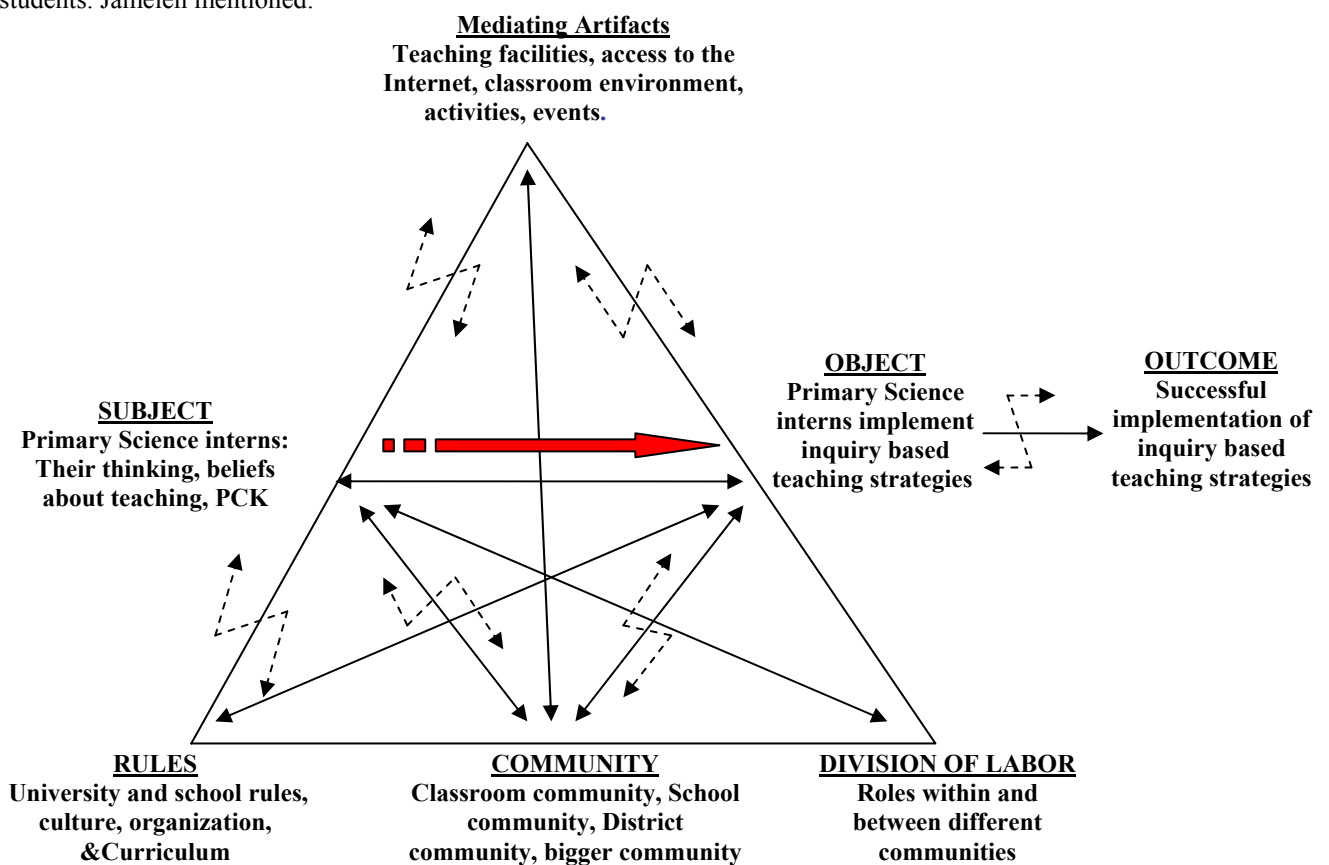 students. Jameleh mentioned:
Mediating Artifacts
Teaching facilities, access to the
Internet, classroom environment,
activities, events.
OBJECT
Primary Science
interns implement
inquiry based
teaching strategies
OUTCOME
Successful
implementation of
inquiry based
teaching strategies
SUBJECT
Primary Science interns:
Their thinking, beliefs
about teaching, PCK
RULES
University and school rules,
culture, organization,
&Curriculum
COMMUNITY
Classroom community, School
community, District
community, bigger community
DIVISION OF LABOR
Roles within and
between different
communities